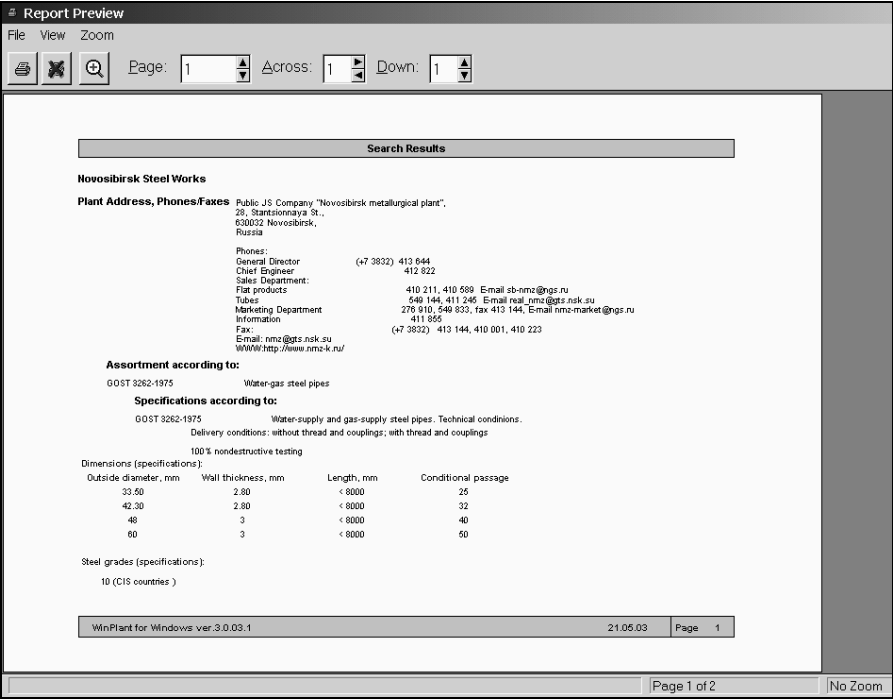 Report Preview
File View Zoom
Page: 1 Across: 1 Down: 1
Search Results
Novosibirsk Steel Works
Plant Address, Phones/Faxes Public JS Company "Novosibirsk metallurgical plant",
28, Stantsionnaya St.,
630032 Novosibirsk,
Russia
Phones:
General Director (+7 3832) 413 644
Chief Engineer 412 822
Sales Department:
Flat products 410 211, 410 589 E-mail sb-nmz@ngs.ru
Tubes 549 144, 411 245 E-mail real_nmz@gts.nsk.su
Marketing Department 276 910, 549 833, fax 413 144, E-mail nmz-market@ngs.ru
Information 411 855
Fax: (+7 3832) 413 144, 410 001, 410 223
E-mail: nmz@gts.nsk.su
WWW:http://www.nmz-k.ru/
Assortment according to:
GOST 3262-1975 Water-gas steel pipes
Specifications according to:
GOST 3262-1975 Water-supply and gas-supply steel pipes. Technical condinions.
Delivery conditions: without thread and couplings; with thread and couplings
100% nondestructive testing
Dimensions (specifications):
Outside diameter, mm Wall thickness, mm Length, mm Conditional passage
33.50 2.80 < 8000 25
42.30 2.80 < 8000 32
48 3 < 8000 40
60 3 < 8000 50
Steel grades (specifications):
10 (CIS countries )
WinPlant for Windows ver.3.0.03.1 21.05.03 Page 1
Page 1 of 2 No Zoom